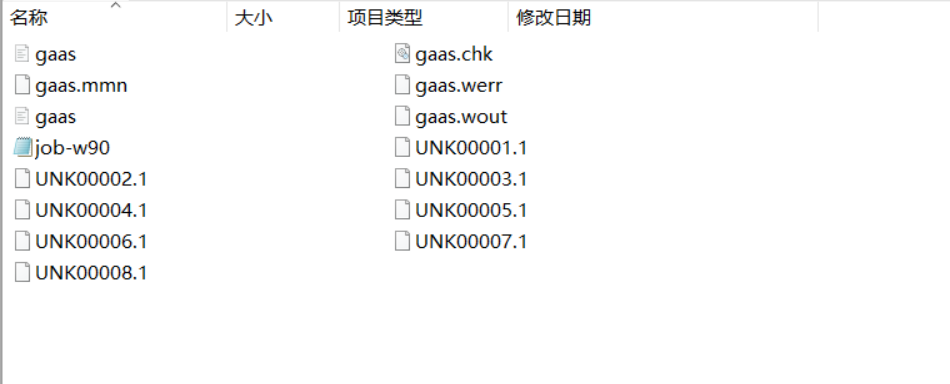 名称 大小 项目类型 修改日期
gaas gaas.chk
gaas.mmn gaas.werr
gaas gaas.wout
job-w90 UNK00001.1
UNK00002.1 UNK00003.1
UNK00004.1 UNK00005.1
UNK00006.1 UNK00007.1
UNK00008.1